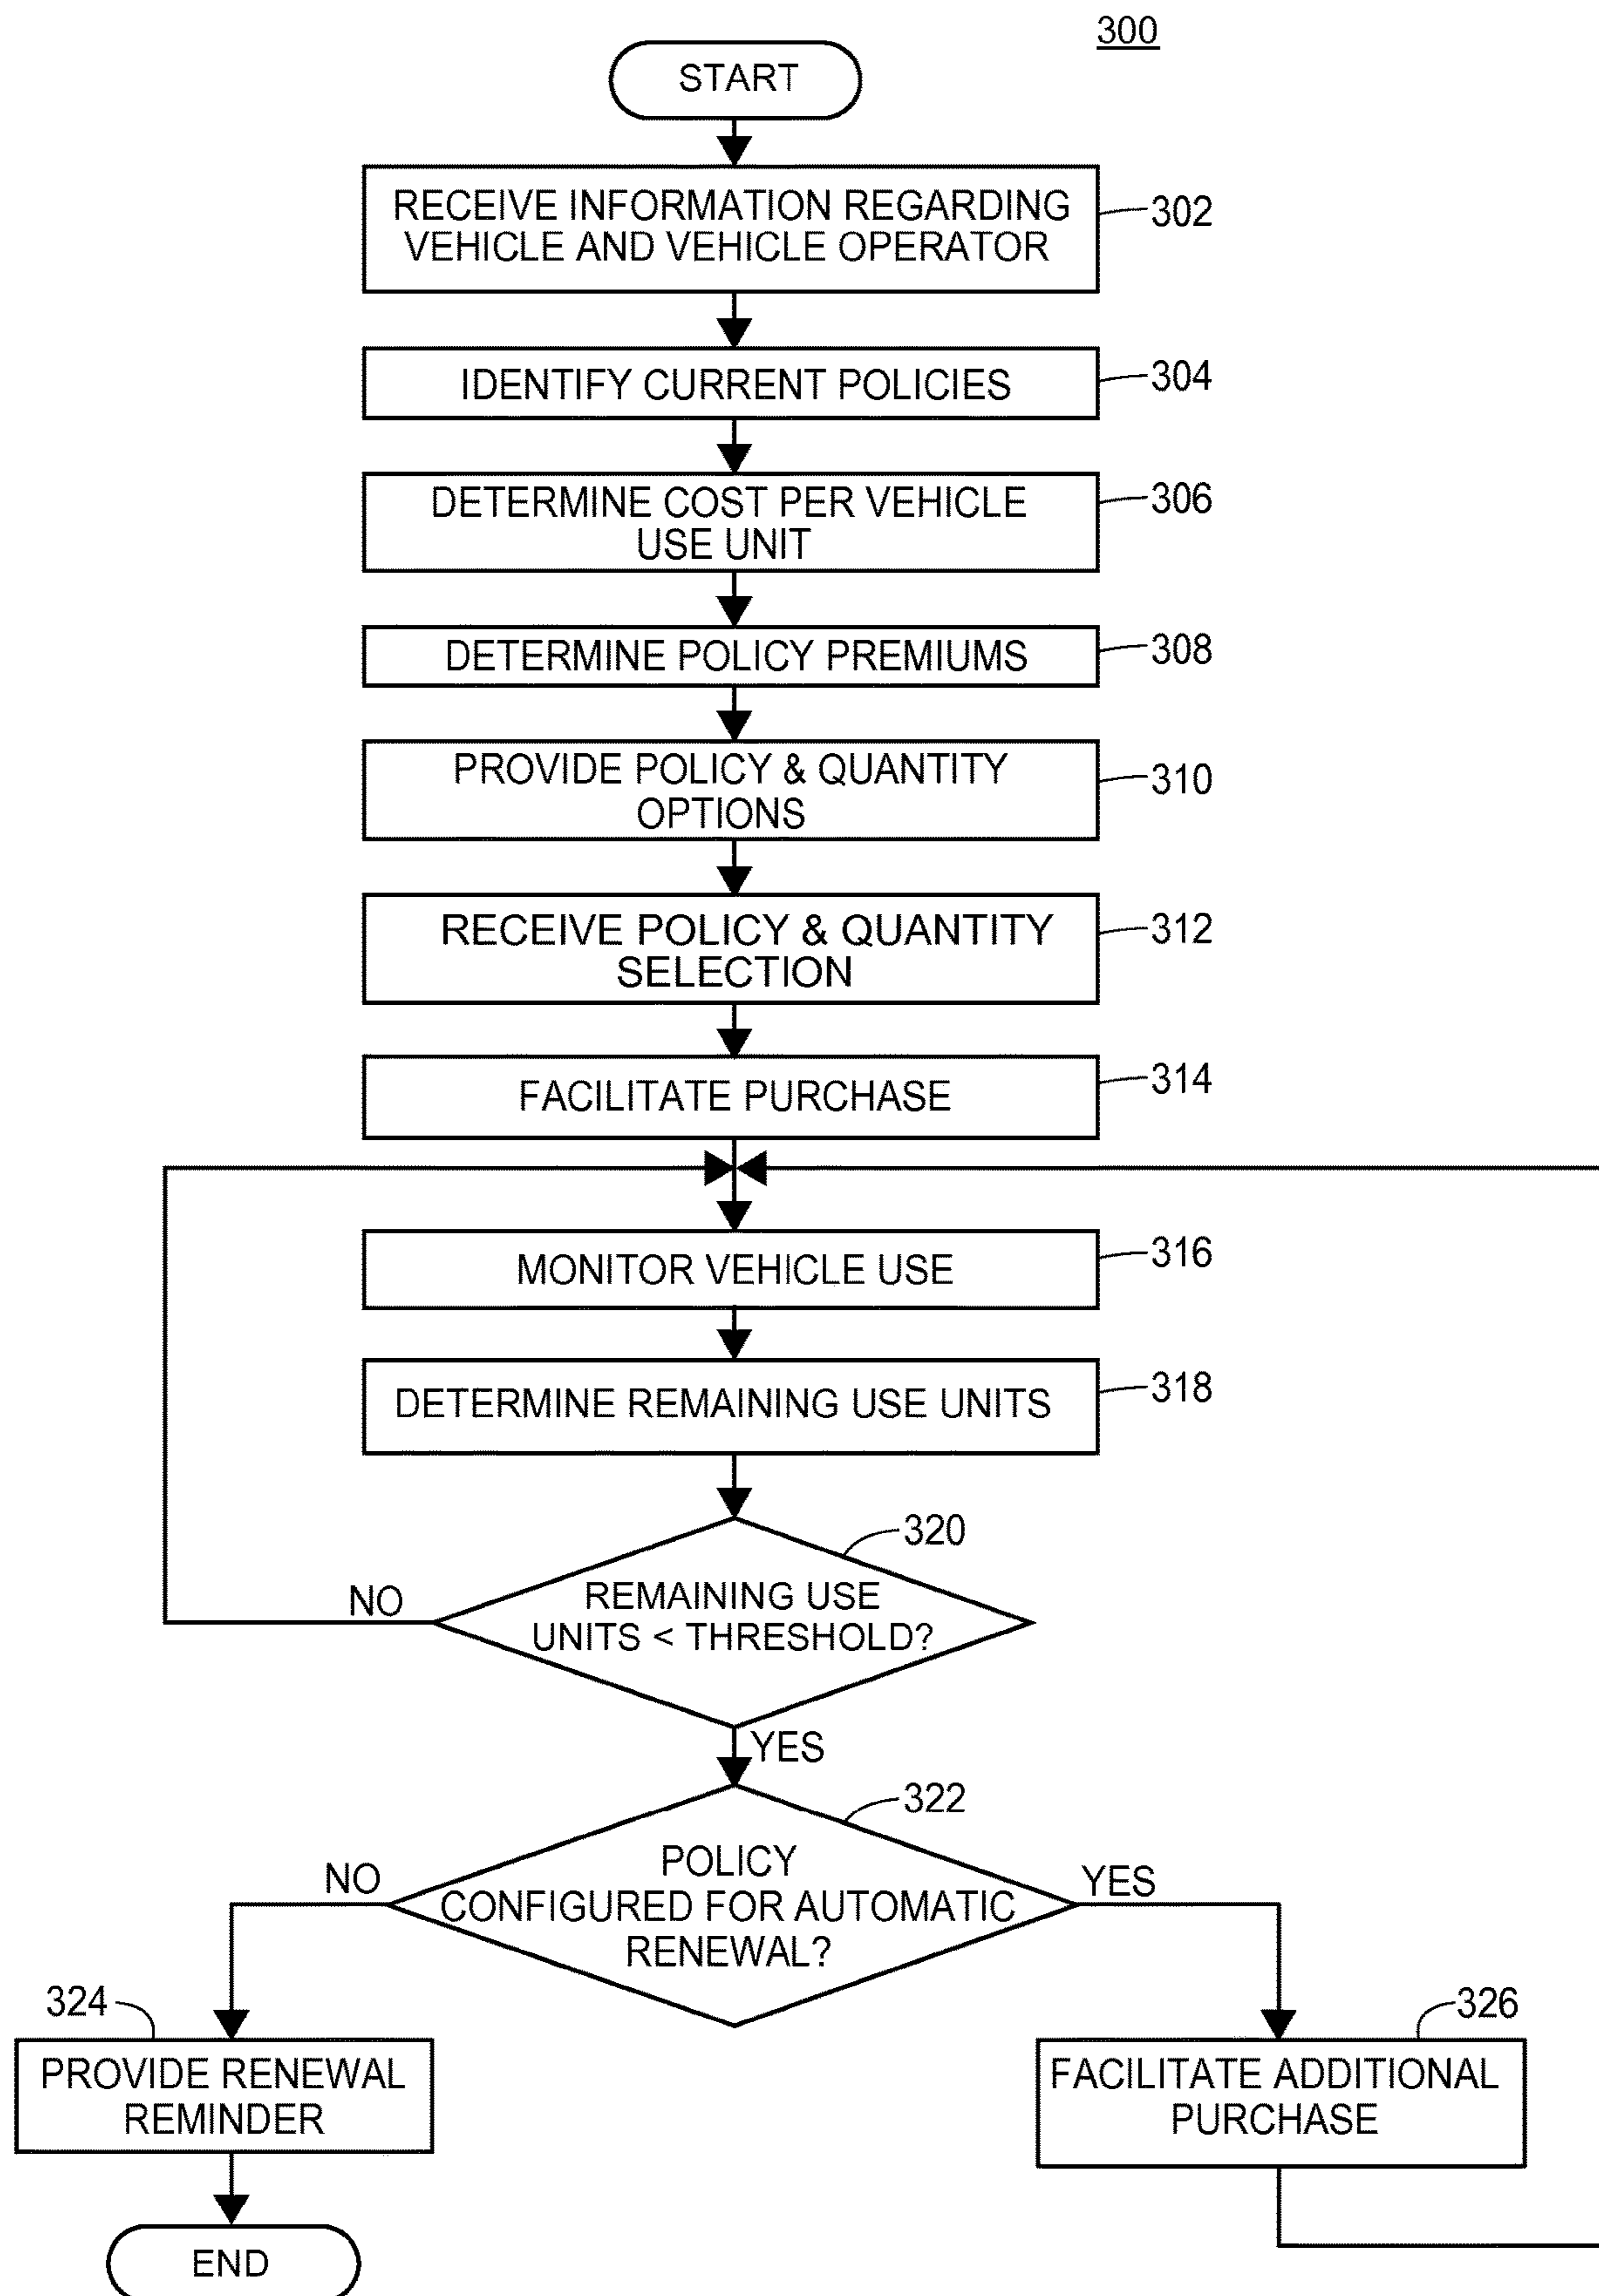 300
START
RECEIVE INFORMATION REGARDING
VEHICLE AND VEHICLE OPERATOR
302
IDENTIFY CURRENT POLICIES
304
DETERMINE COST PER VEHICLE
USE UNIT
306
DETERMINE POLICY PREMIUMS
308
PROVIDE POLICY & QUANTITY
OPTIONS
310
RECEIVE POLICY & QUANTITY
SELECTION
312
FACILITATE PURCHASE
314
MONITOR VEHICLE USE
316
DETERMINE REMAINING USE UNITS
318
320
REMAINING USE
UNITS < THRESHOLD?
NO
YES
322
POLICY
CONFIGURED FOR AUTOMATIC
RENEWAL?
NO
YES
324
PROVIDE RENEWAL
REMINDER
326
FACILITATE ADDITIONAL
PURCHASE
END